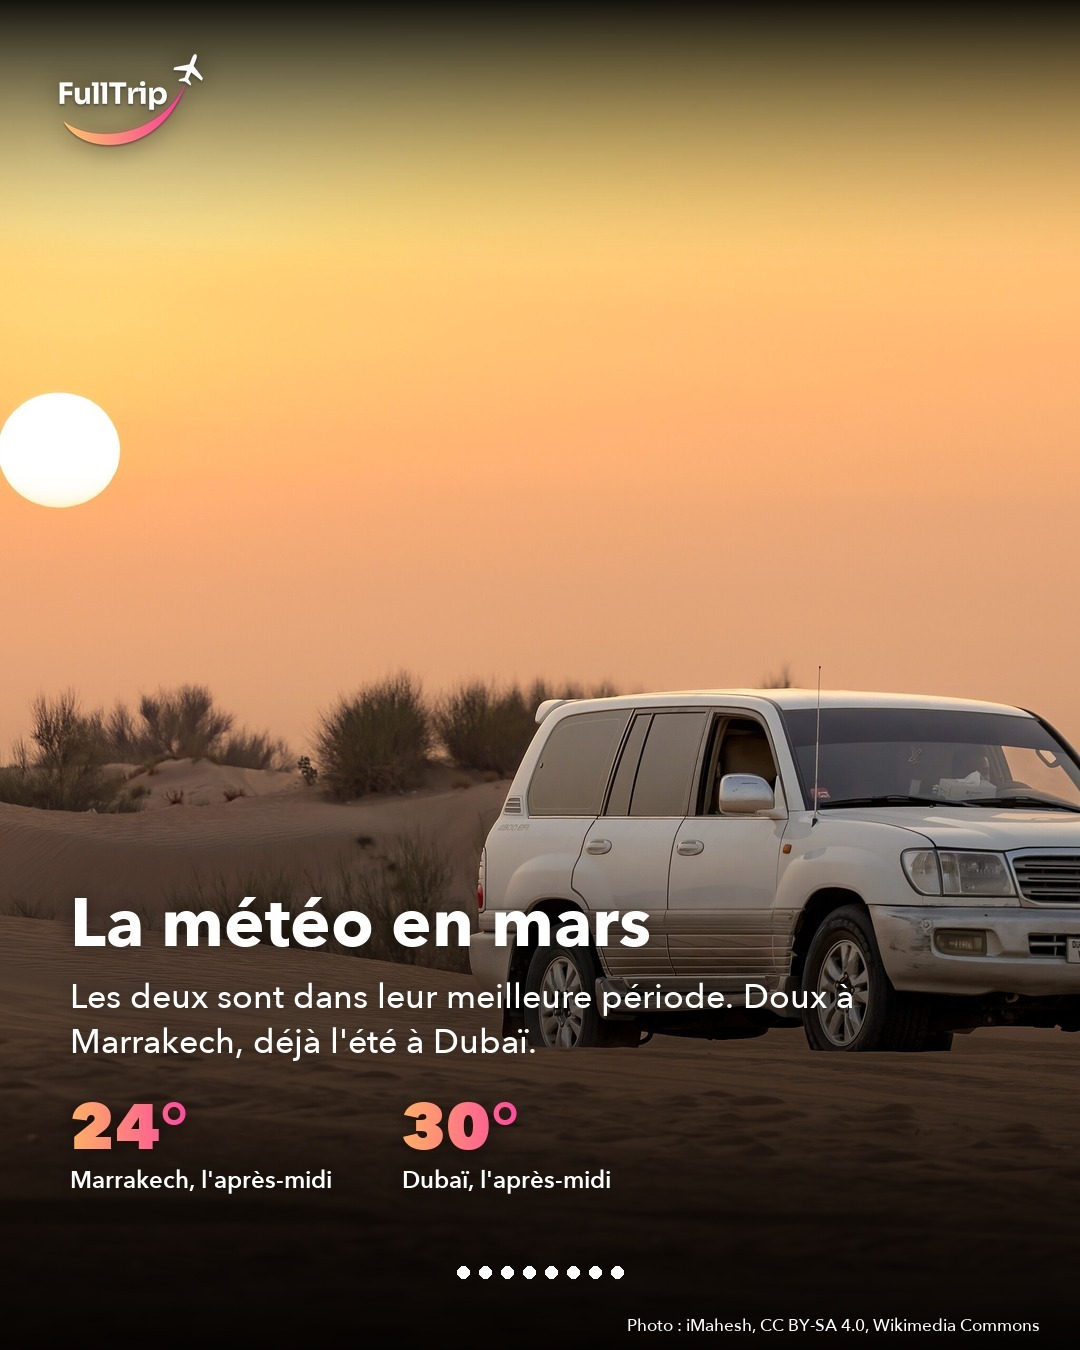 FullTrip
La météo en mars
Les deux sont dans leur meilleure période. Doux à
Marrakech, déjà l'été à Dubaï.
24° 30°
Marrakech, l'après-midi Dubaï, l'après-midi
Photo : iMahesh, CC BY-SA 4.0, Wikimedia Commons